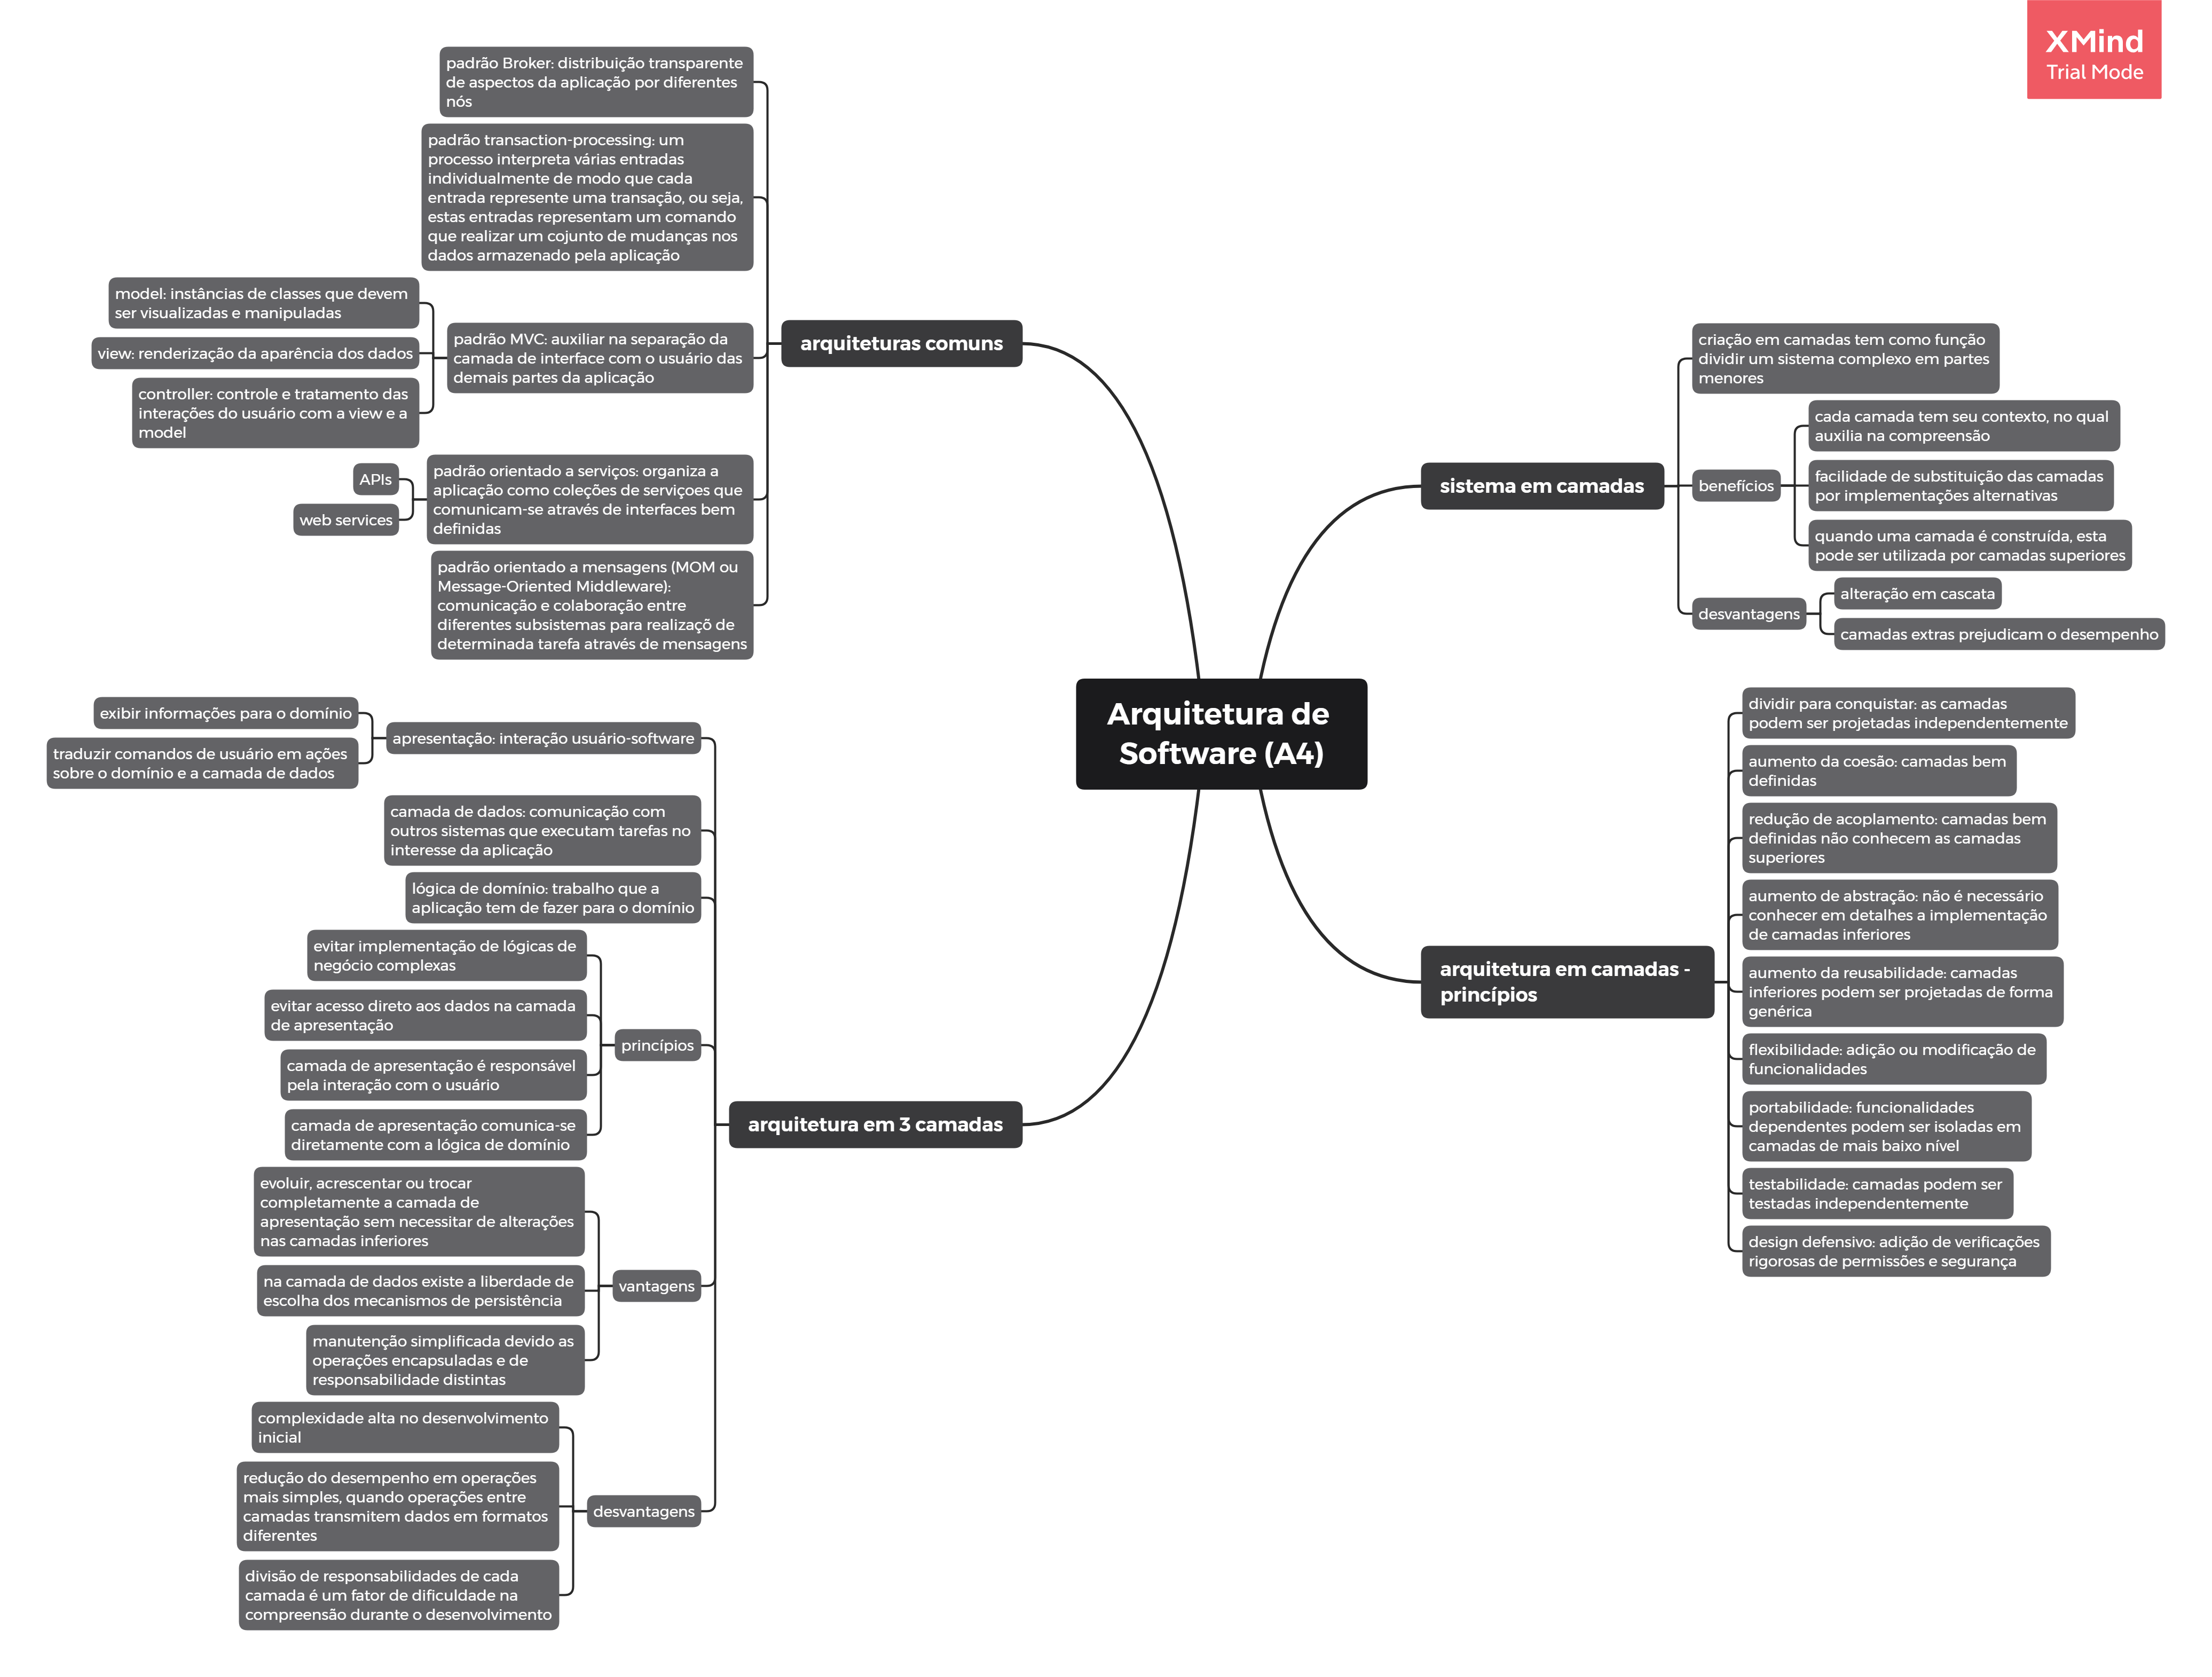 XMind
Trial Mode
Arquitetura de
Software (A4)
sistema em camadas
criação em camadas tem como função
dividir um sistema complexo em partes
menores
benefícios
cada camada tem seu contexto, no qual
auxilia na compreensão
facilidade de substituição das camadas
por implementações alternativas
quando uma camada é construída, esta
pode ser utilizada por camadas superiores
desvantagens
alteração em cascata
camadas extras prejudicam o desempenho
arquitetura em camadas -
princípios
dividir para conquistar: as camadas
podem ser projetadas independentemente
aumento da coesão: camadas bem
definidas
redução de acoplamento: camadas bem
definidas não conhecem as camadas
superiores
aumento de abstração: não é necessário
conhecer em detalhes a implementação
de camadas inferiores
aumento da reusabilidade: camadas
inferiores podem ser projetadas de forma
genérica
flexibilidade: adição ou modificação de
funcionalidades
portabilidade: funcionalidades
dependentes podem ser isoladas em
camadas de mais baixo nível
testabilidade: camadas podem ser
testadas independentemente
design defensivo: adição de verificações
rigorosas de permissões e segurança
arquiteturas comuns
padrão Broker: distribuição transparente
de aspectos da aplicação por diferentes
nós
padrão transaction-processing: um
processo interpreta várias entradas
individualmente de modo que cada
entrada represente uma transação, ou seja,
estas entradas representam um comando
que realizar um cojunto de mudanças nos
dados armazenado pela aplicação
padrão MVC: auxiliar na separação da
camada de interface com o usuário das
demais partes da aplicação
model: instâncias de classes que devem
ser visualizadas e manipuladas
view: renderização da aparência dos dados
controller: controle e tratamento das
interações do usuário com a view e a
model
padrão orientado a serviços: organiza a
aplicação como coleções de serviçoes que
comunicam-se através de interfaces bem
definidas
APIs
web services
padrão orientado a mensagens (MOM ou
Message-Oriented Middleware):
comunicação e colaboração entre
diferentes subsistemas para realizaçõ de
determinada tarefa através de mensagens
arquitetura em 3 camadas
apresentação: interação usuário-software
exibir informações para o domínio
traduzir comandos de usuário em ações
sobre o domínio e a camada de dados
camada de dados: comunicação com
outros sistemas que executam tarefas no
interesse da aplicação
lógica de domínio: trabalho que a
aplicação tem de fazer para o domínio
princípios
evitar implementação de lógicas de
negócio complexas
evitar acesso direto aos dados na camada
de apresentação
camada de apresentação é responsável
pela interação com o usuário
camada de apresentação comunica-se
diretamente com a lógica de domínio
vantagens
evoluir, acrescentar ou trocar
completamente a camada de
apresentação sem necessitar de alterações
nas camadas inferiores
na camada de dados existe a liberdade de
escolha dos mecanismos de persistência
manutenção simplificada devido as
operações encapsuladas e de
responsabilidade distintas
desvantagens
complexidade alta no desenvolvimento
inicial
redução do desempenho em operações
mais simples, quando operações entre
camadas transmitem dados em formatos
diferentes
divisão de responsabilidades de cada
camada é um fator de dificuldade na
compreensão durante o desenvolvimento